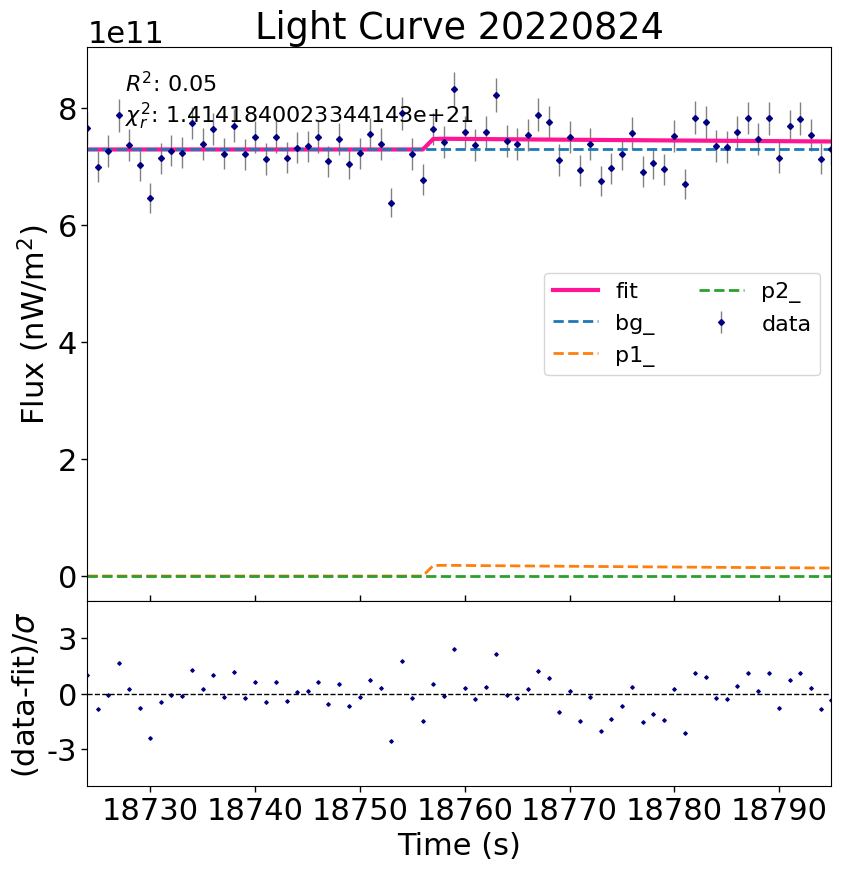 Light Curve 20220824
1e11
R²: 0.05
χ²ᵣ: 1.4141840023344143e+21
8
6
4
2
0
Flux (nW/m²)
fit
bg_
p1_
p2_
data
3
0
-3
(data-fit)/σ
18730 18740 18750 18760 18770 18780 18790
Time (s)